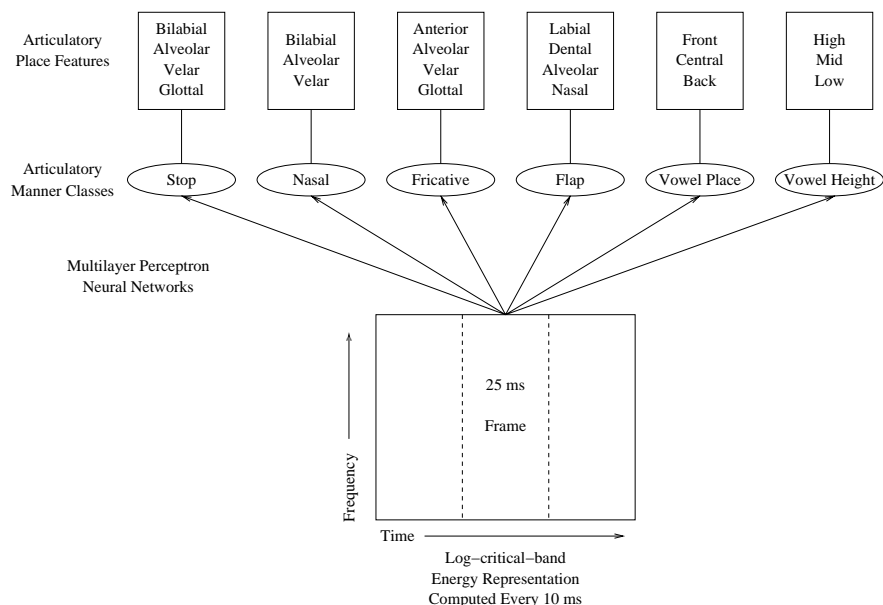 Articulatory
Place Features
Bilabial
Alveolar
Velar
Glottal
Bilabial
Alveolar
Velar
Anterior
Alveolar
Velar
Glottal
Labial
Dental
Alveolar
Nasal
Front
Central
Back
High
Mid
Low
Articulatory
Manner Classes
Stop
Nasal
Fricative
Flap
Vowel Place
Vowel Height
Multilayer Perceptron
Neural Networks
25 ms
Frame
Frequency
Time
Log−critical−band
Energy Representation
Computed Every 10 ms